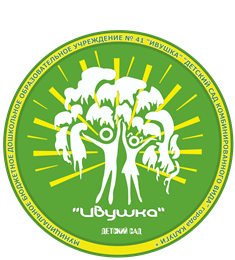 МУНИЦИПАЛЬНОЕ БЮДЖЕТНОЕ ДОШКОЛЬНОЕ ОБРАЗОВАТЕЛЬНОЕ УЧРЕЖДЕНИЕ № 41 "ИВУШКА" "ДЕТСКИЙ САД КОМБИНИРОВАННОГО ВИДА" города КАЛУГИ *
"Ивушка"
ДЕТСКИЙ САД